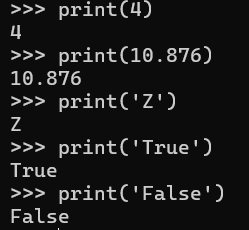 >>> print(4)
4
>>> print(10.876)
10.876
>>> print('Z')
Z
>>> print('True')
True
>>> print('False')
False